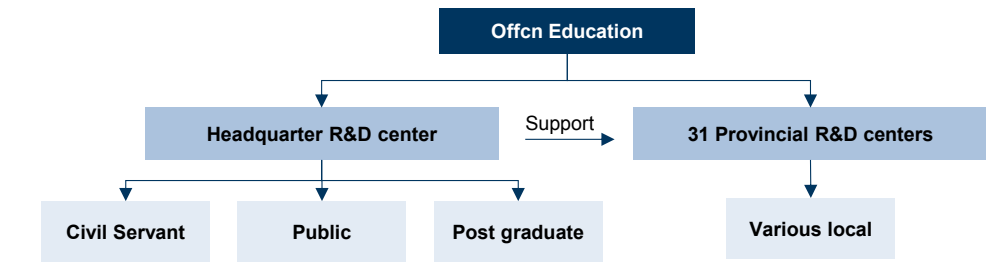 Offcn Education
Headquarter R&D center
Support
31 Provincial R&D centers
Civil Servant
Public
Post graduate
Various local